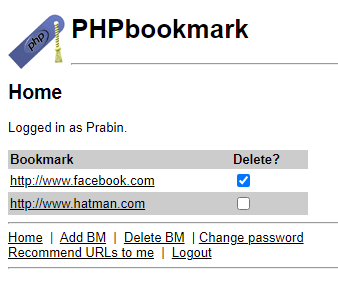 php
PHPbookmark
Home
Logged in as Prabin.
Bookmark Delete?
http://www.facebook.com
http://www.hatman.com
Home | Add BM | Delete BM | Change password
Recommend URLs to me | Logout